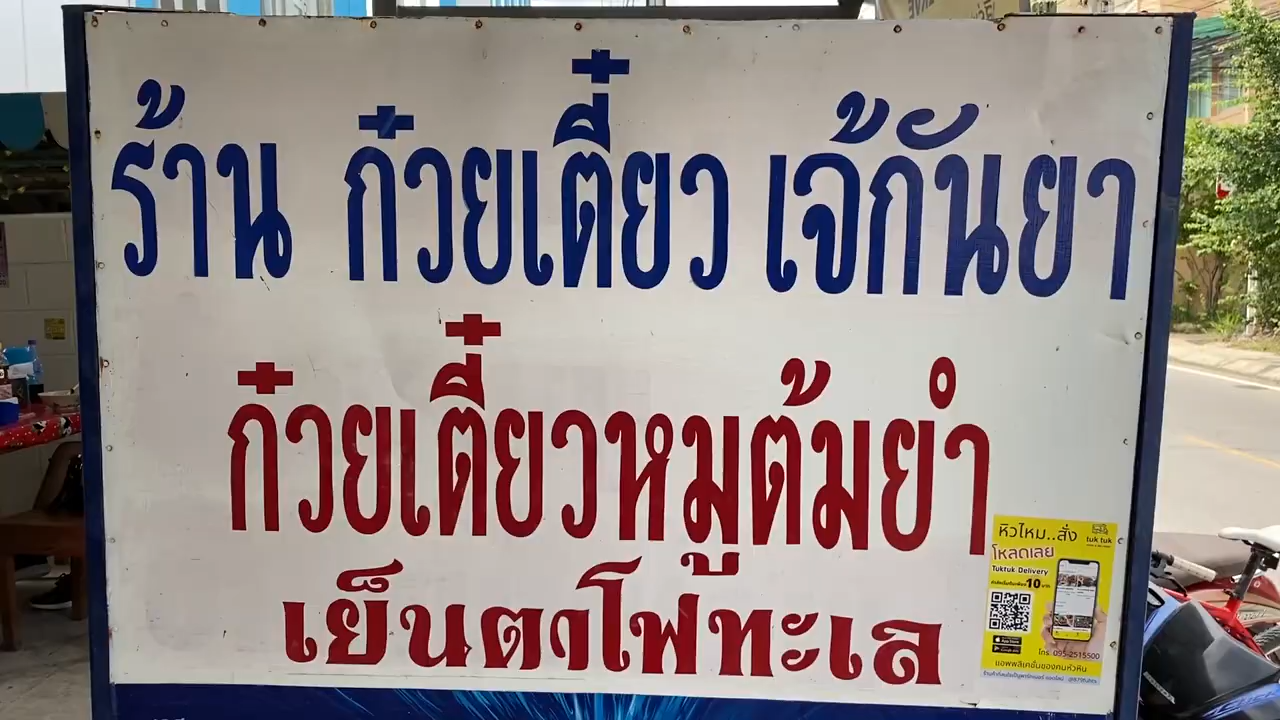 ร้าน ก๋วยเตี๋ยว เจ้กันยา
ก๋วยเตี๋ยวหมูต้มยำ
เย็นตาโฟทะเล
หิวไหม..สั่ง
tuk tuk
โหลดเลย
Tuktuk Delivery
10
โทร. 095-2515500
แอพพลิเคชั่นของคนหัวหิน